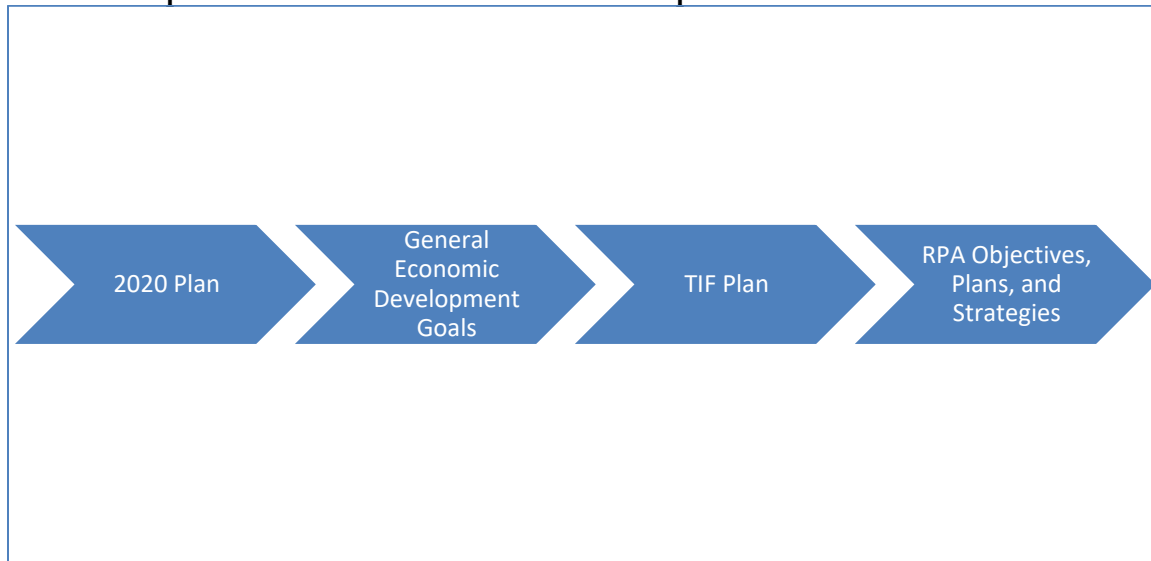 2020 Plan
General
Economic
Development
Goals
TIF Plan
RPA Objectives,
Plans, and
Strategies